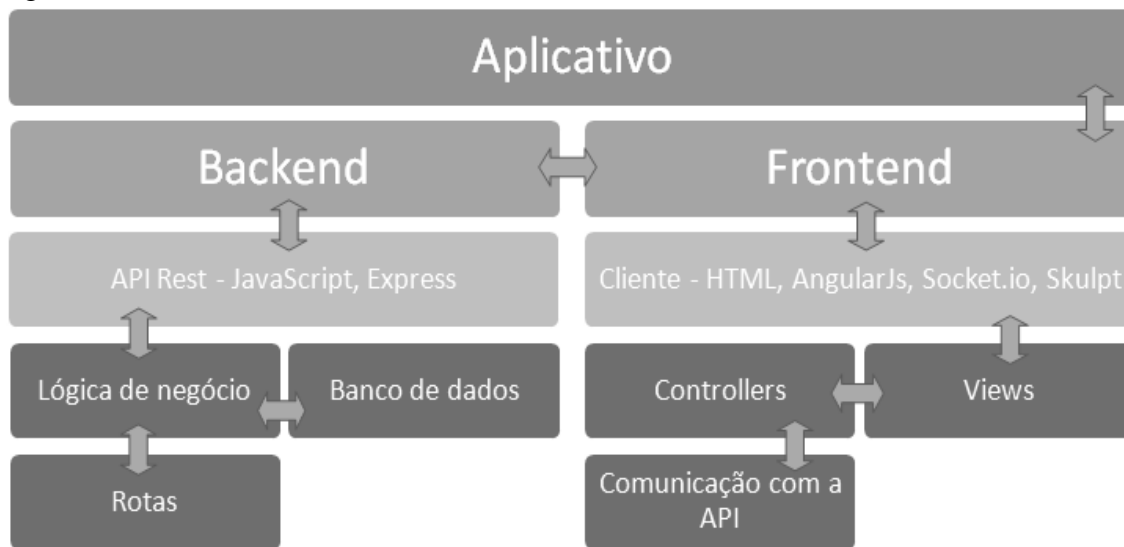 Aplicativo
Backend
Frontend
API Rest - JavaScript, Express
Cliente - HTML, AngularJs, Socket.io, Skulpt
Lógica de negócio
Banco de dados
Controllers
Views
Rotas
Comunicação com a
API